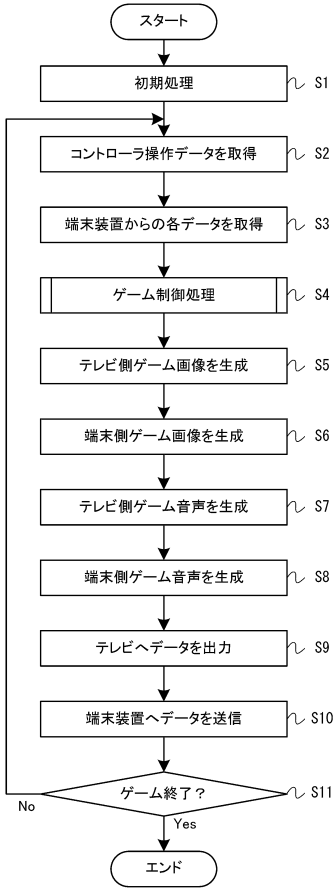 スタート
初期処理 S1
コントローラ操作データを取得 S2
端末装置からの各データを取得 S3
ゲーム制御処理 S4
テレビ側ゲーム画像を生成 S5
端末側ゲーム画像を生成 S6
テレビ側ゲーム音声を生成 S7
端末側ゲーム音声を生成 S8
テレビへデータを出力 S9
端末装置へデータを送信 S10
ゲーム終了？ S11
No
Yes
エンド